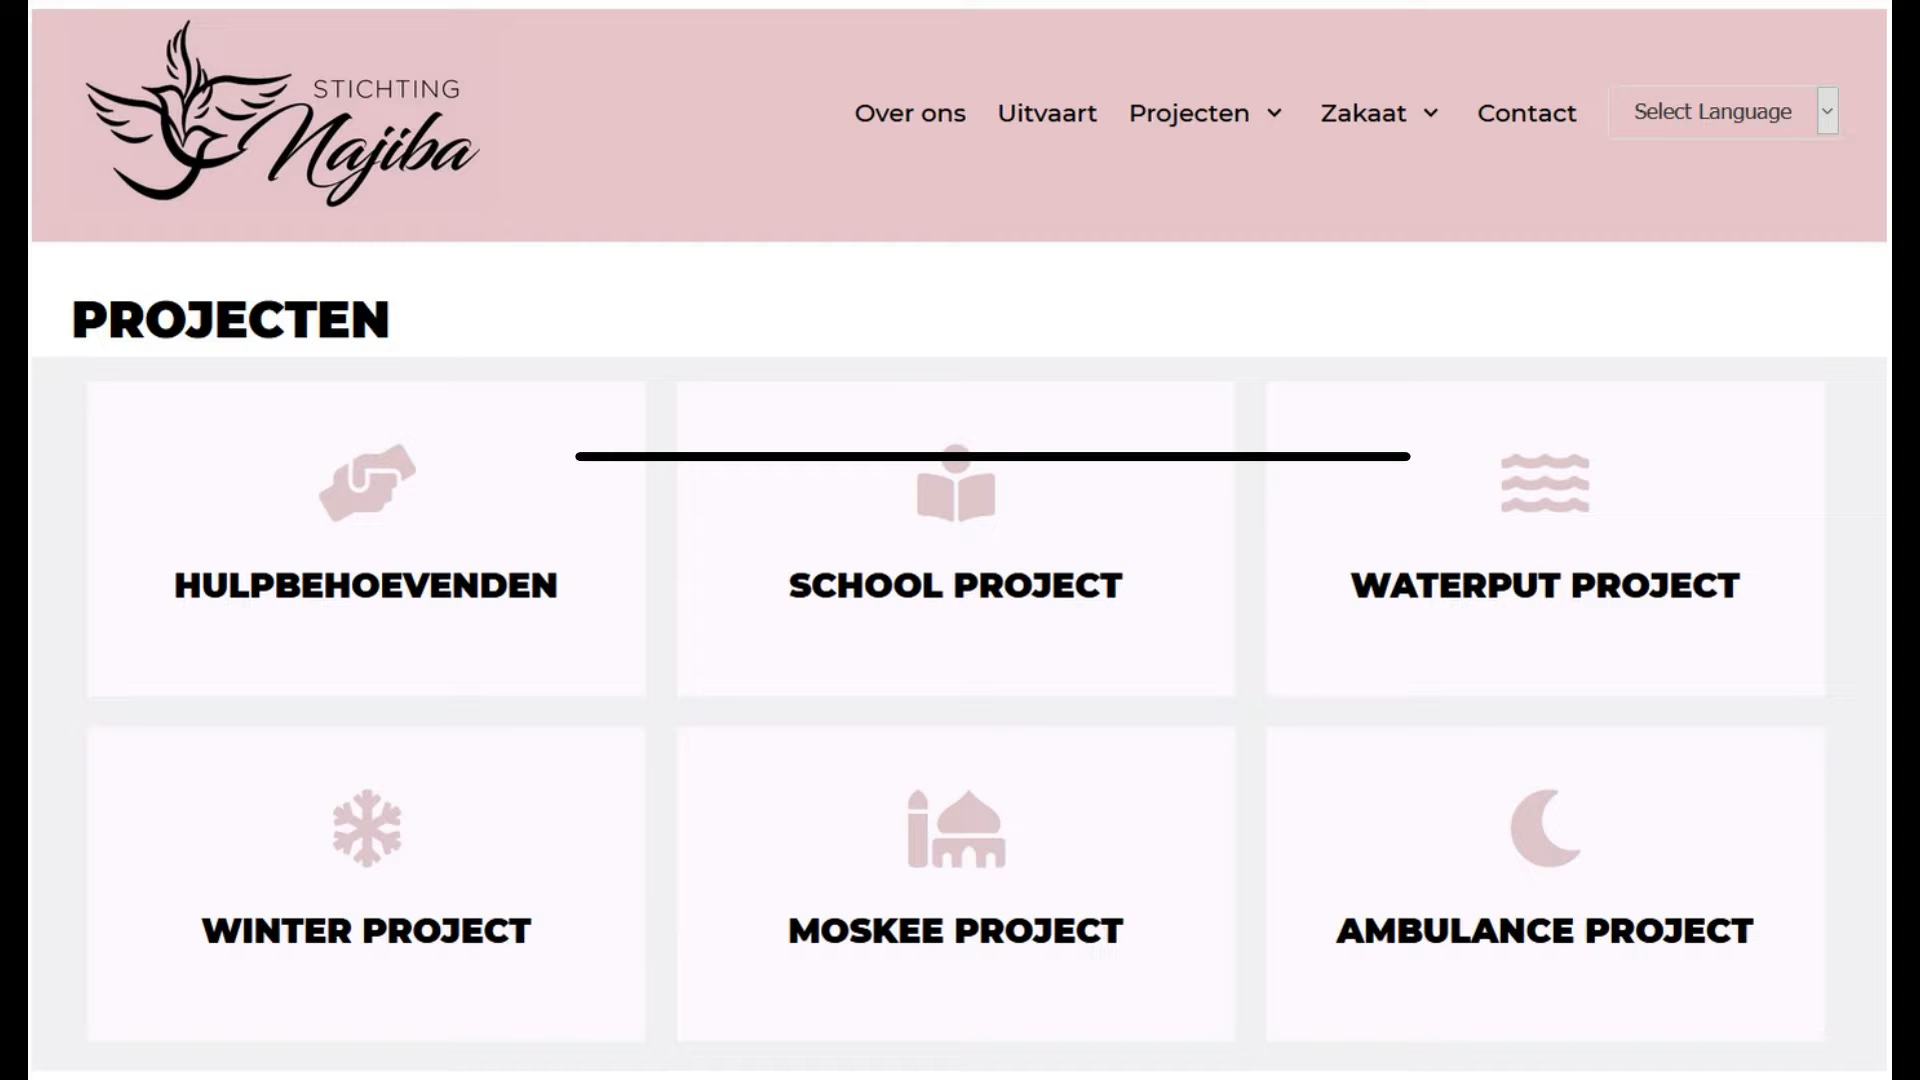 STICHTING
Najiba
Over ons Uitvaart Projecten Zakaat Contact Select Language
PROJECTEN
HULPBEHOEVENDEN SCHOOL PROJECT WATERPUT PROJECT
WINTER PROJECT MOSKEE PROJECT AMBULANCE PROJECT